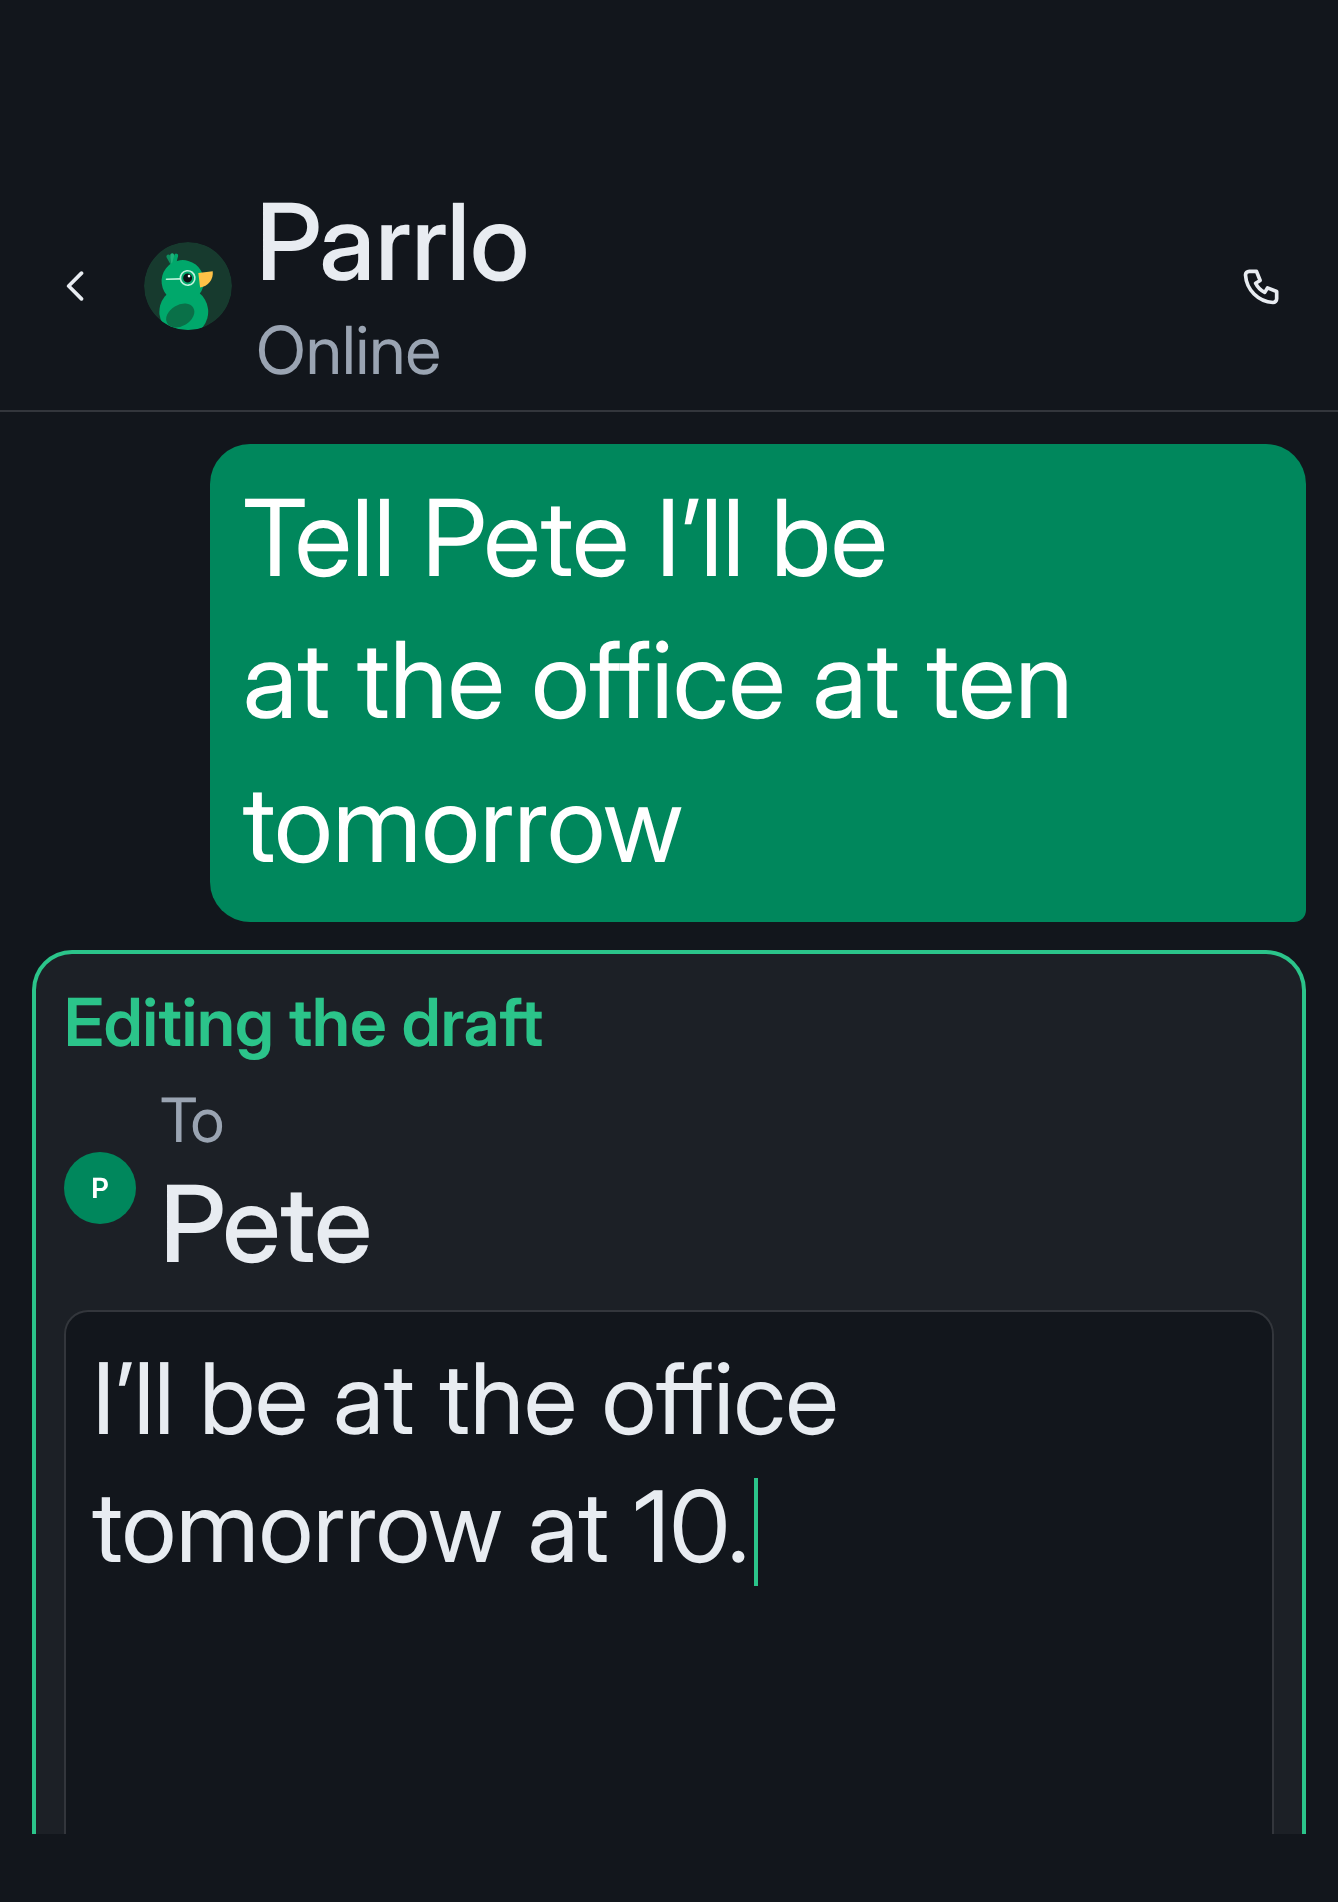 Parrlo
Online
Tell Pete I’ll be
at the office at ten
tomorrow
Editing the draft
To
P
Pete
I’ll be at the office
tomorrow at 10.